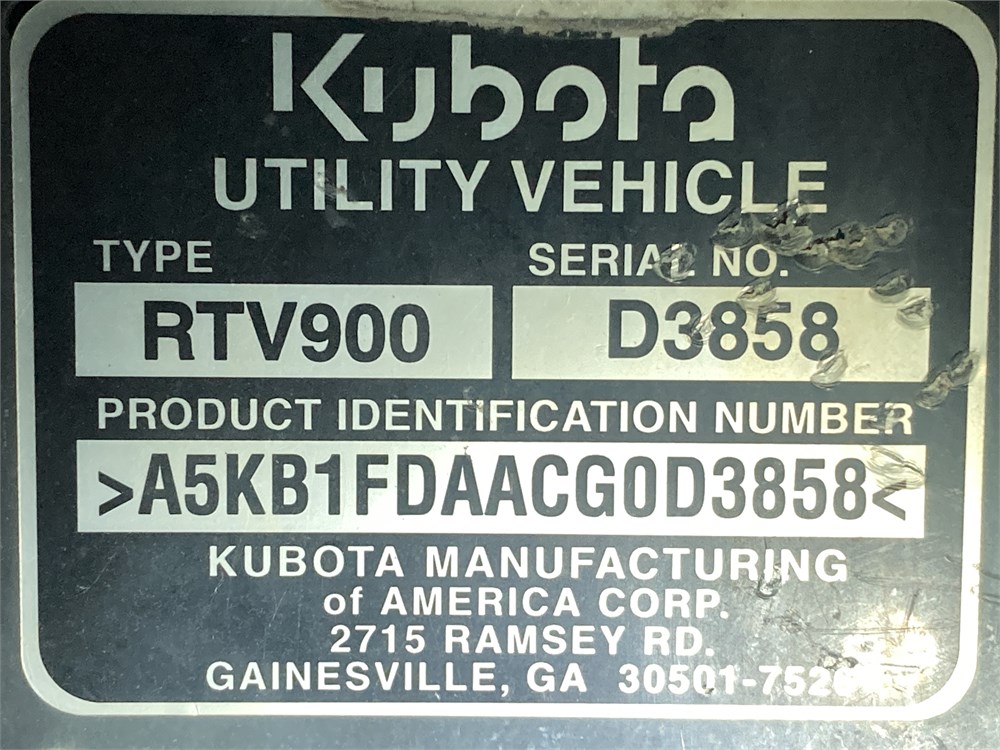 Kubota
UTILITY VEHICLE
TYPE SERIAL NO.
RTV900 D3858
PRODUCT IDENTIFICATION NUMBER
>A5KB1FDAACG0D3858<
KUBOTA MANUFACTURING
of AMERICA CORP.
2715 RAMSEY RD.
GAINESVILLE, GA